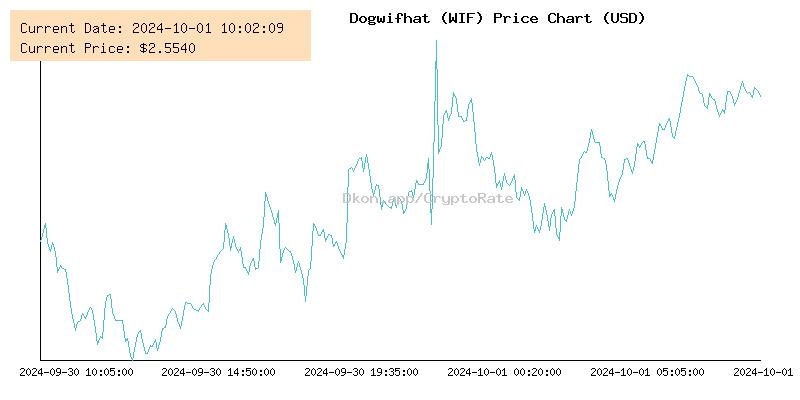 Dogwifhat (WIF) Price Chart (USD)
Current Date: 2024-10-01 10:02:09
Current Price: $2.5540
Dkon.app/CryptoRate
2024-09-30 10:05:00 2024-09-30 14:50:00 2024-09-30 19:35:00 2024-10-01 00:20:00 2024-10-01 05:05:00 2024-10-01